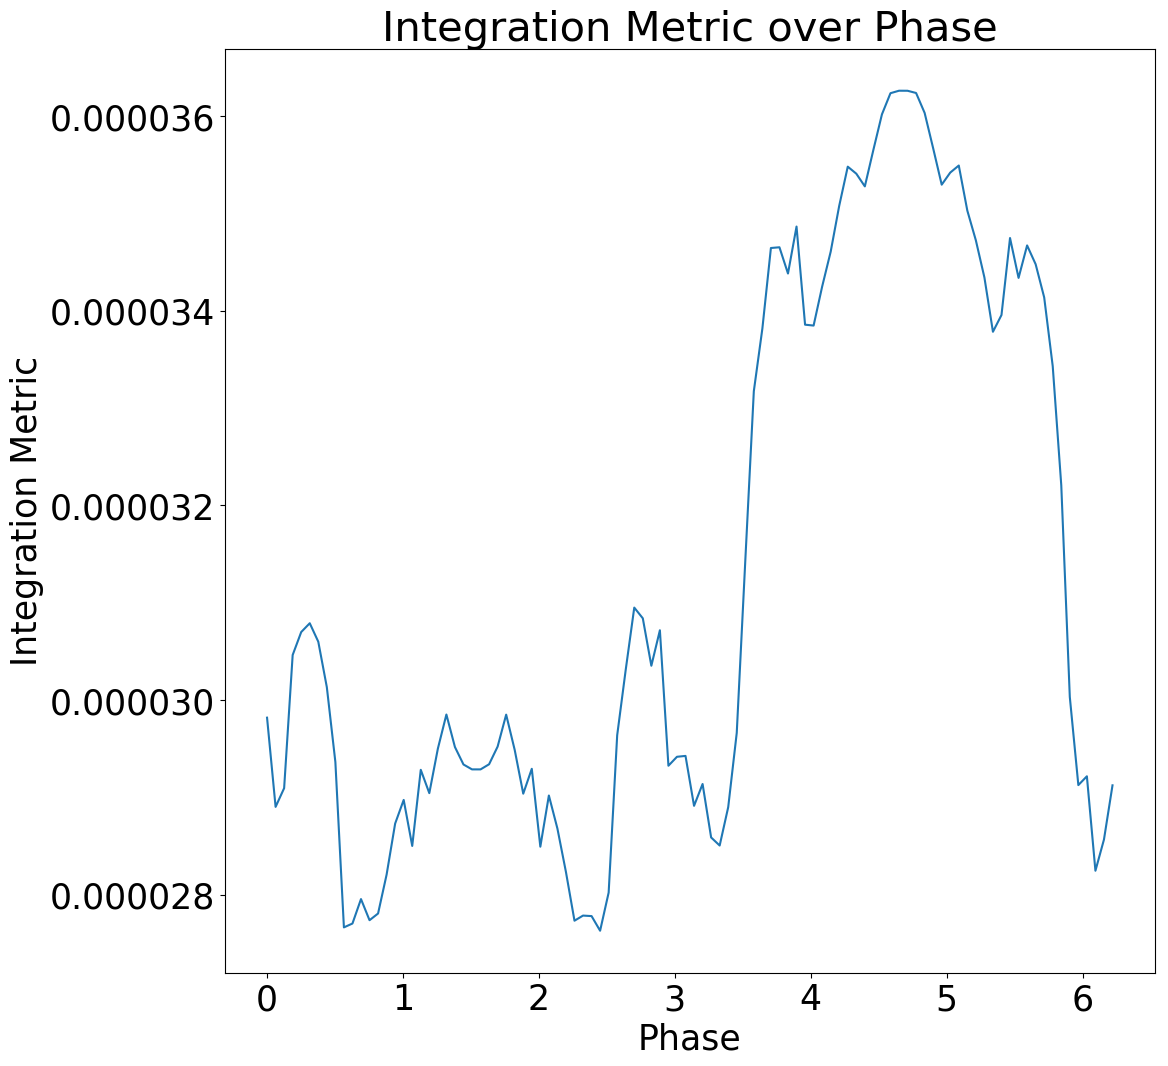 Integration Metric over Phase
0.000036
0.000034
0.000032
0.000030
0.000028
Integration Metric
0 1 2 3 4 5 6
Phase